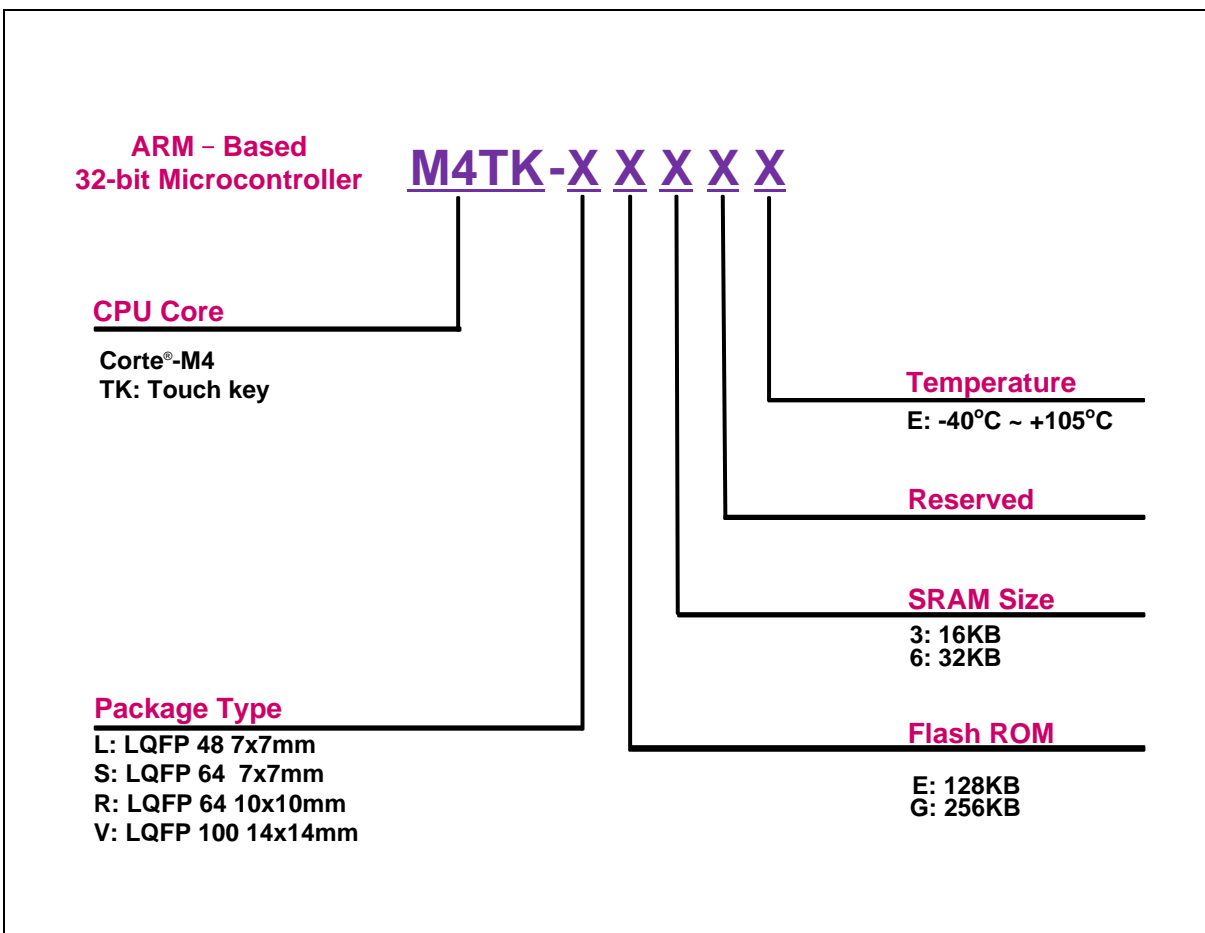 ARM – Based
32-bit Microcontroller
M4TK-X X X X X
CPU Core
Corte®-M4
TK: Touch key
Temperature
E: -40°C ~ +105°C
Reserved
SRAM Size
3: 16KB
6: 32KB
Package Type
L: LQFP 48 7x7mm
S: LQFP 64 7x7mm
R: LQFP 64 10x10mm
V: LQFP 100 14x14mm
Flash ROM
E: 128KB
G: 256KB